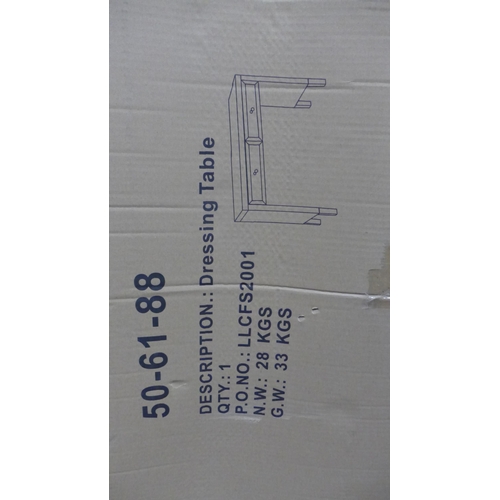 50-61-88
DESCRIPTION.: Dressing Table
QTY.: 1
P.O.NO.: LLCFS2001
N.W.: 28 KGS
G.W.: 33 KGS